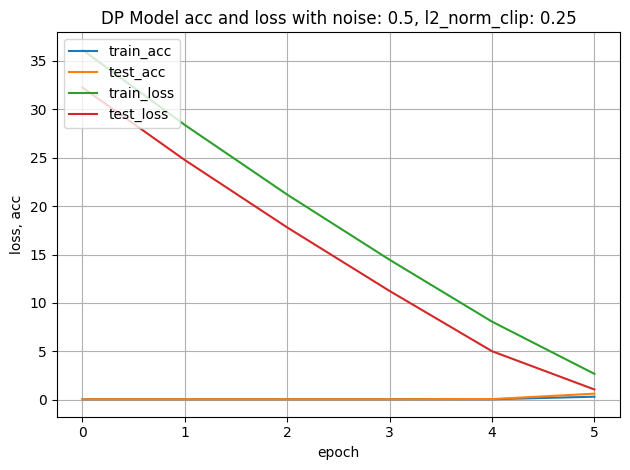 DP Model acc and loss with noise: 0.5, l2_norm_clip: 0.25
train_acc
test_acc
train_loss
test_loss
loss, acc
35
30
25
20
15
10
5
0
0 1 2 3 4 5
epoch